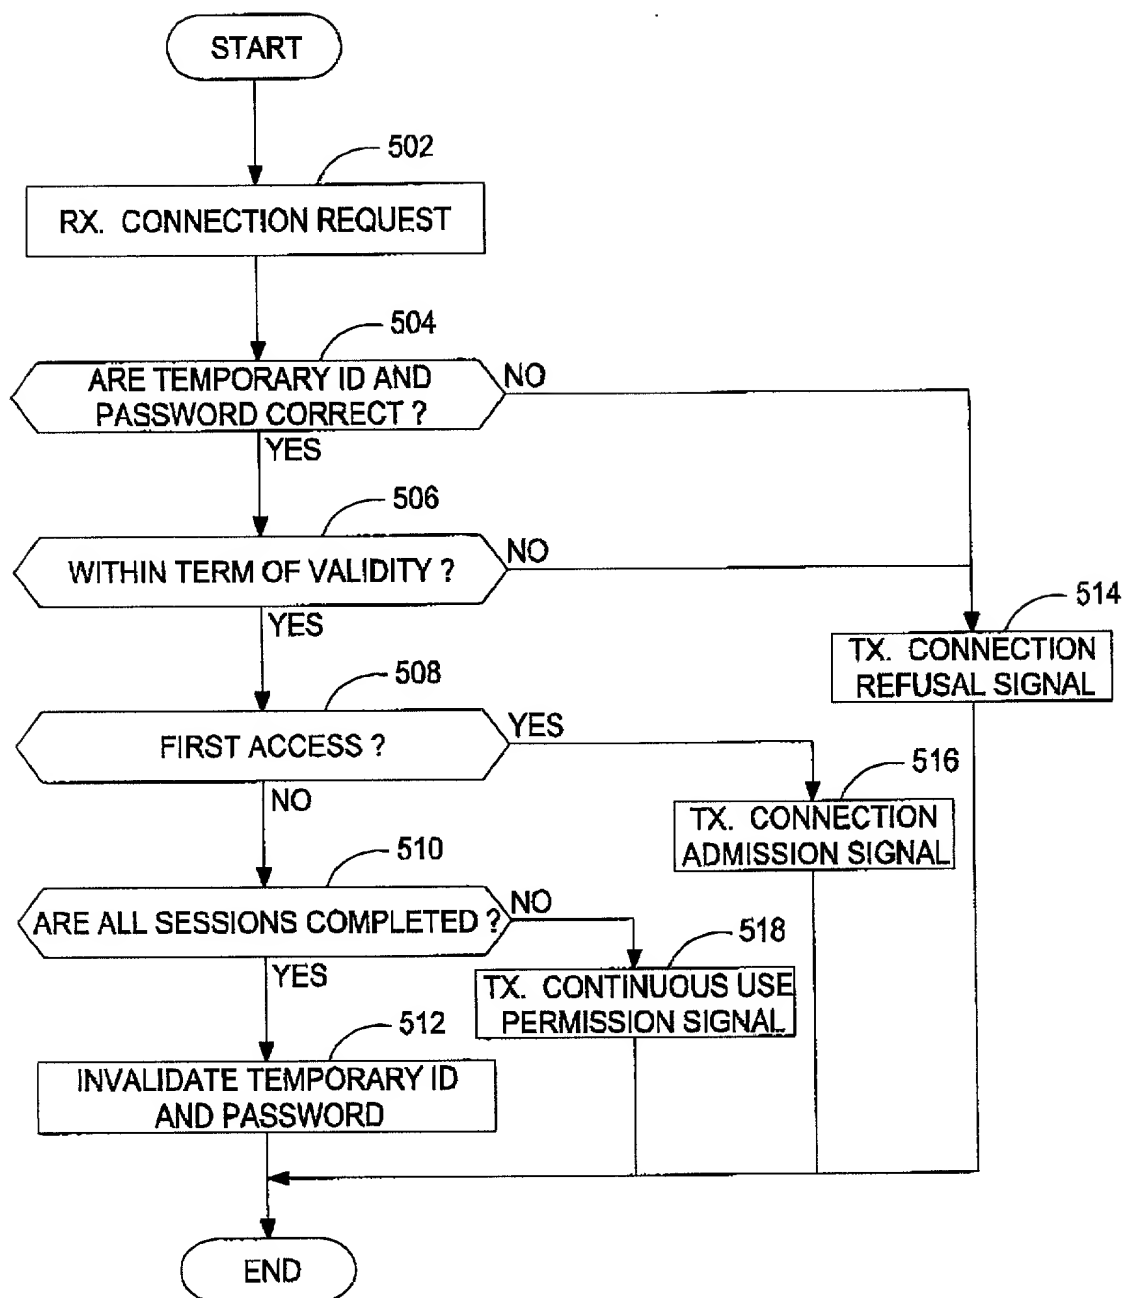 START
502
RX. CONNECTION REQUEST
504
ARE TEMPORARY ID AND
PASSWORD CORRECT ?
NO
YES
506
WITHIN TERM OF VALIDITY ?
NO
YES
514
TX. CONNECTION
REFUSAL SIGNAL
508
FIRST ACCESS ?
YES
NO
516
TX. CONNECTION
ADMISSION SIGNAL
510
ARE ALL SESSIONS COMPLETED ?
NO
YES
518
TX. CONTINUOUS USE
PERMISSION SIGNAL
512
INVALIDATE TEMPORARY ID
AND PASSWORD
END